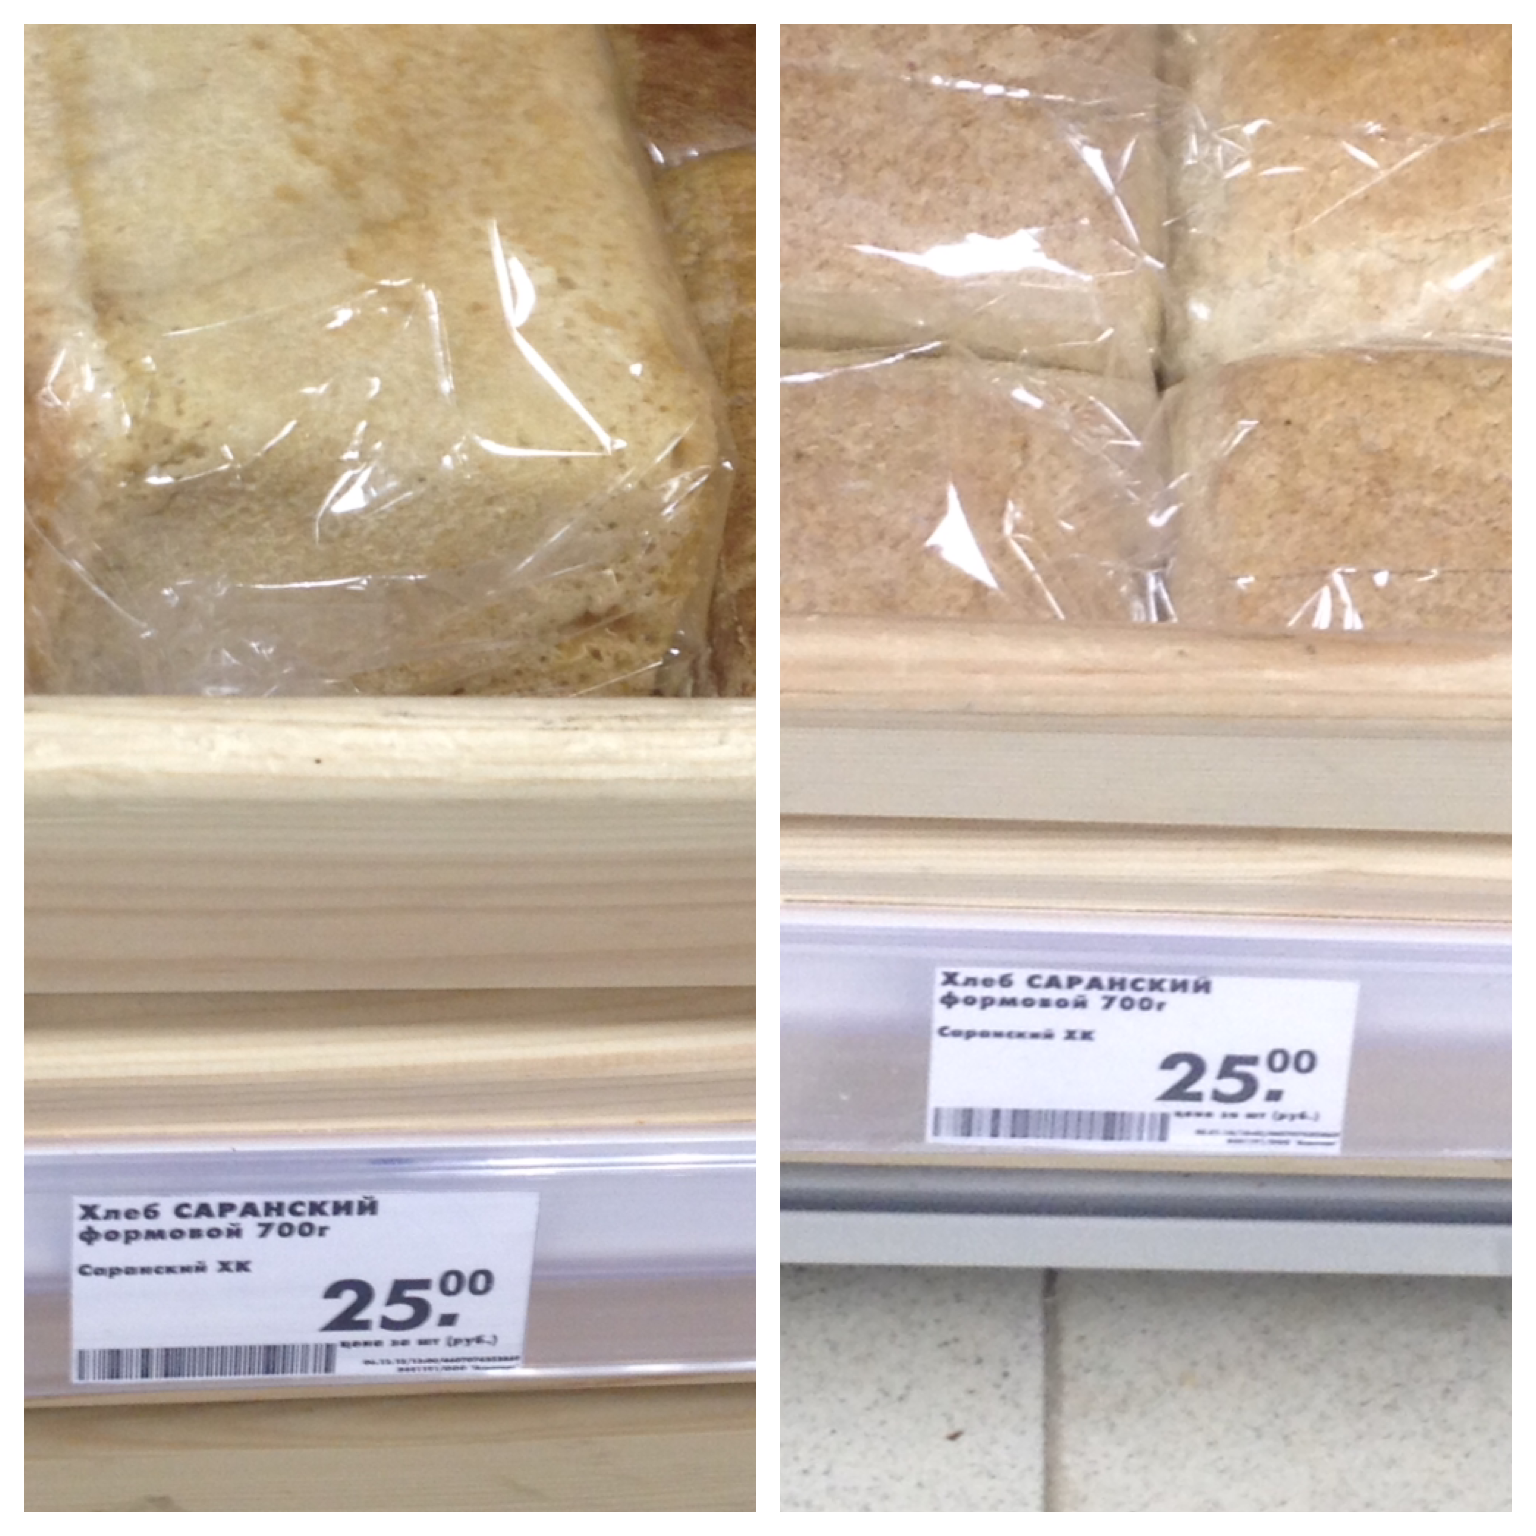 Хлеб САРАНСКИЙ
формовой 700г
Саранский ХК
25.00
цена за шт (руб.)
Хлеб САРАНСКИЙ
формовой 700г
Саранский ХК
25.00
цена за шт (руб.)